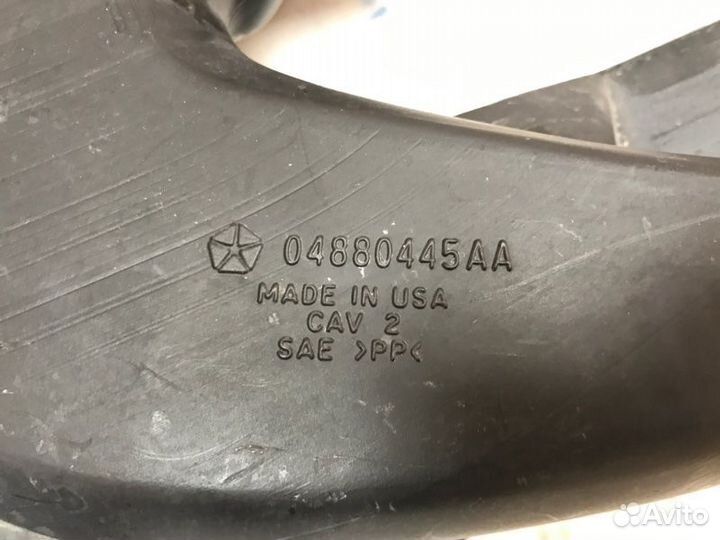 04880445AA
MADE IN USA
CAV 2
SAE >PP<
Avito